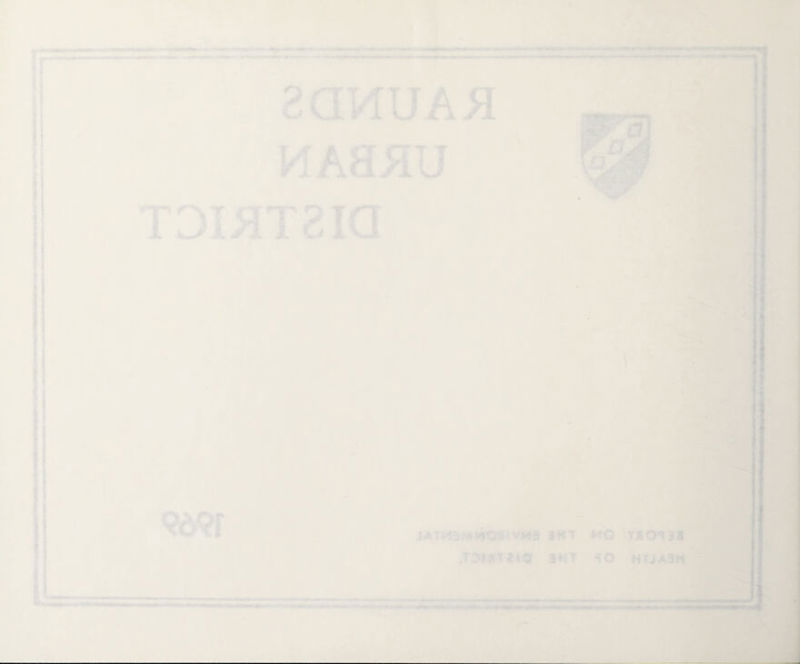 RAUNDS
URBAN
DISTRICT
REPORT ON THE ENVIRONMENTAL
HEALTH OF THE DISTRICT.
1969